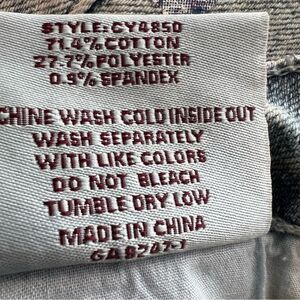 STYLE:CY4850
71.4% COTTON
27.7% POLYESTER
0.9% SPANDEX
CHINE WASH COLD INSIDE OUT
WASH SEPARATELY
WITH LIKE COLORS
DO NOT BLEACH
TUMBLE DRY LOW
MADE IN CHINA
GA8247-1